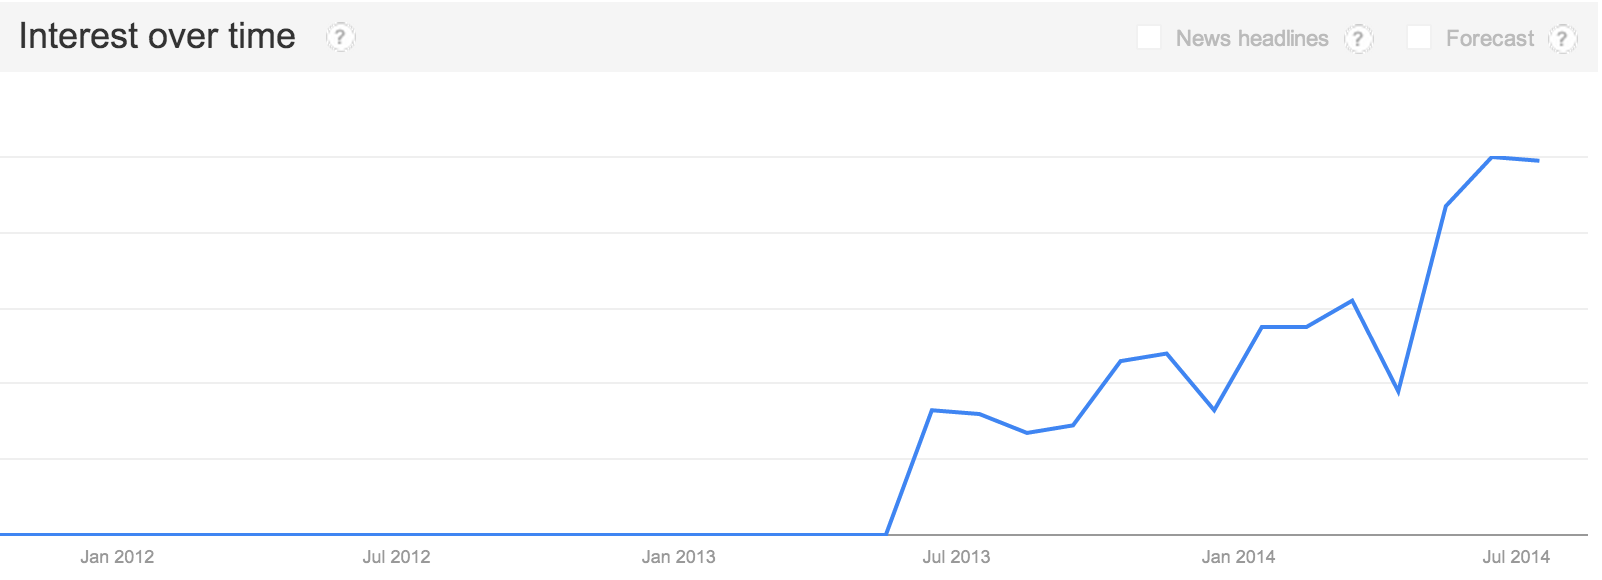 Interest over time ?
News headlines ? Forecast ?
Jan 2012 Jul 2012 Jan 2013 Jul 2013 Jan 2014 Jul 2014